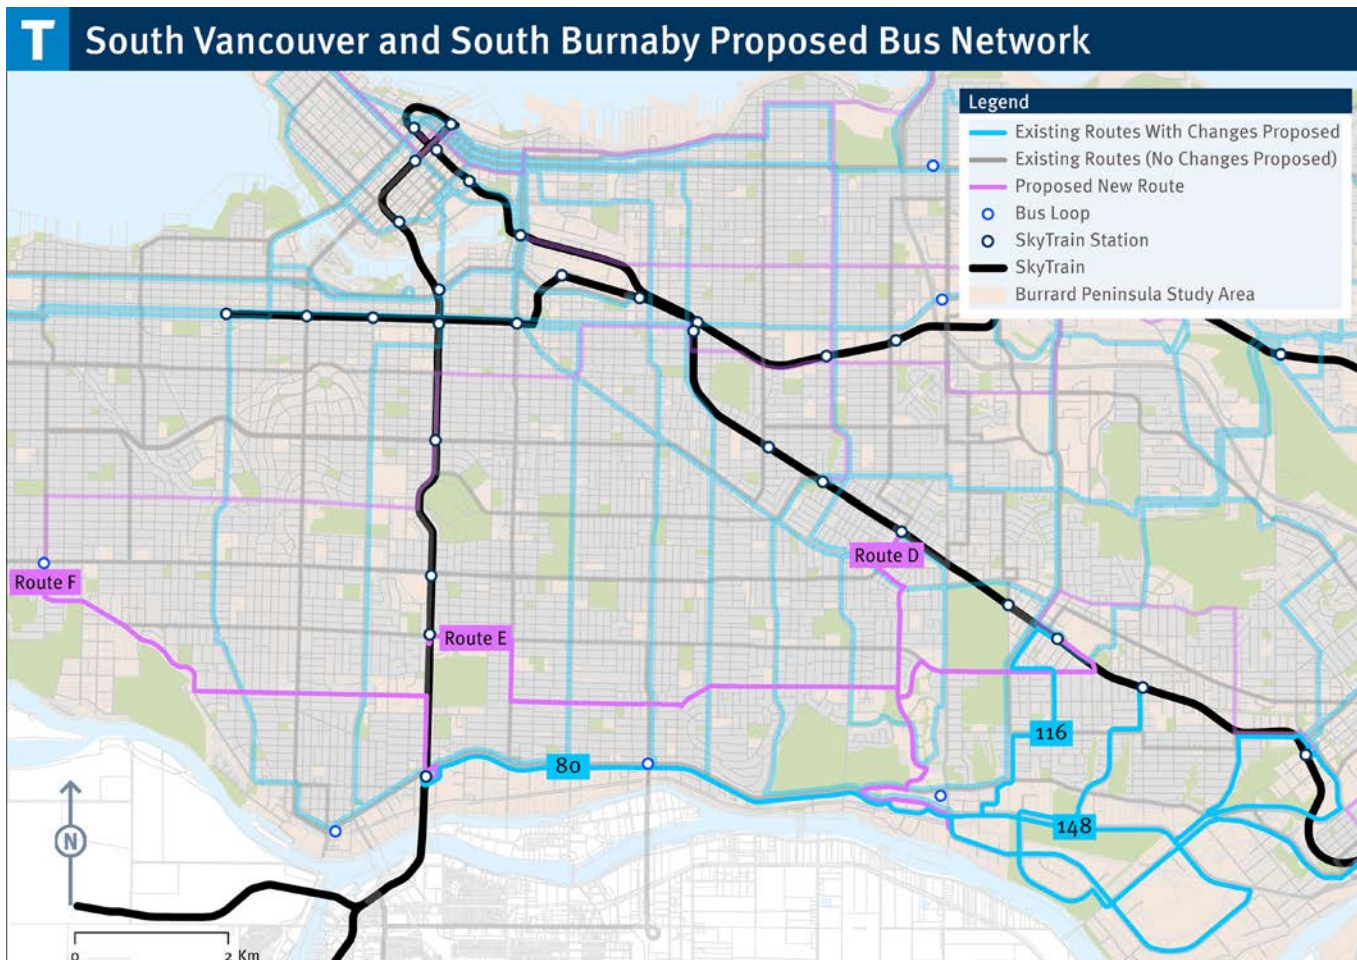 T South Vancouver and South Burnaby Proposed Bus Network
Legend
Existing Routes With Changes Proposed
Existing Routes (No Changes Proposed)
Proposed New Route
Bus Loop
SkyTrain Station
SkyTrain
Burrard Peninsula Study Area
Route D
Route F
Route E
116
80
148
N
0 2 Km